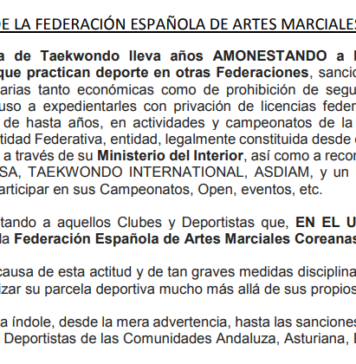 DE LA FEDERACIÓN ESPAÑOLA DE ARTES MARCIALES
de Taekwondo lleva años AMONESTANDO a
que practican deporte en otras Federaciones, sanci
arias tanto económicas como de prohibición de segu
uso a expedientarles con privación de licencias feder
de hasta años, en actividades y campeonatos de la
tidad Federativa, entidad, legalmente constituida desde
a través de su Ministerio del Interior, así como a reco
SA, TAEKWONDO INTERNATIONAL, ASDIAM, y un
articipar en sus Campeonatos, Open, eventos, etc.
tando a aquellos Clubes y Deportistas que, EN EL U
la Federación Española de Artes Marciales Coreanas
causa de esta actitud y de tan graves medidas disciplina
izar su parcela deportiva mucho más allá de sus propios
a índole, desde la mera advertencia, hasta las sanciones
Deportistas de las Comunidades Andaluza, Asturiana,